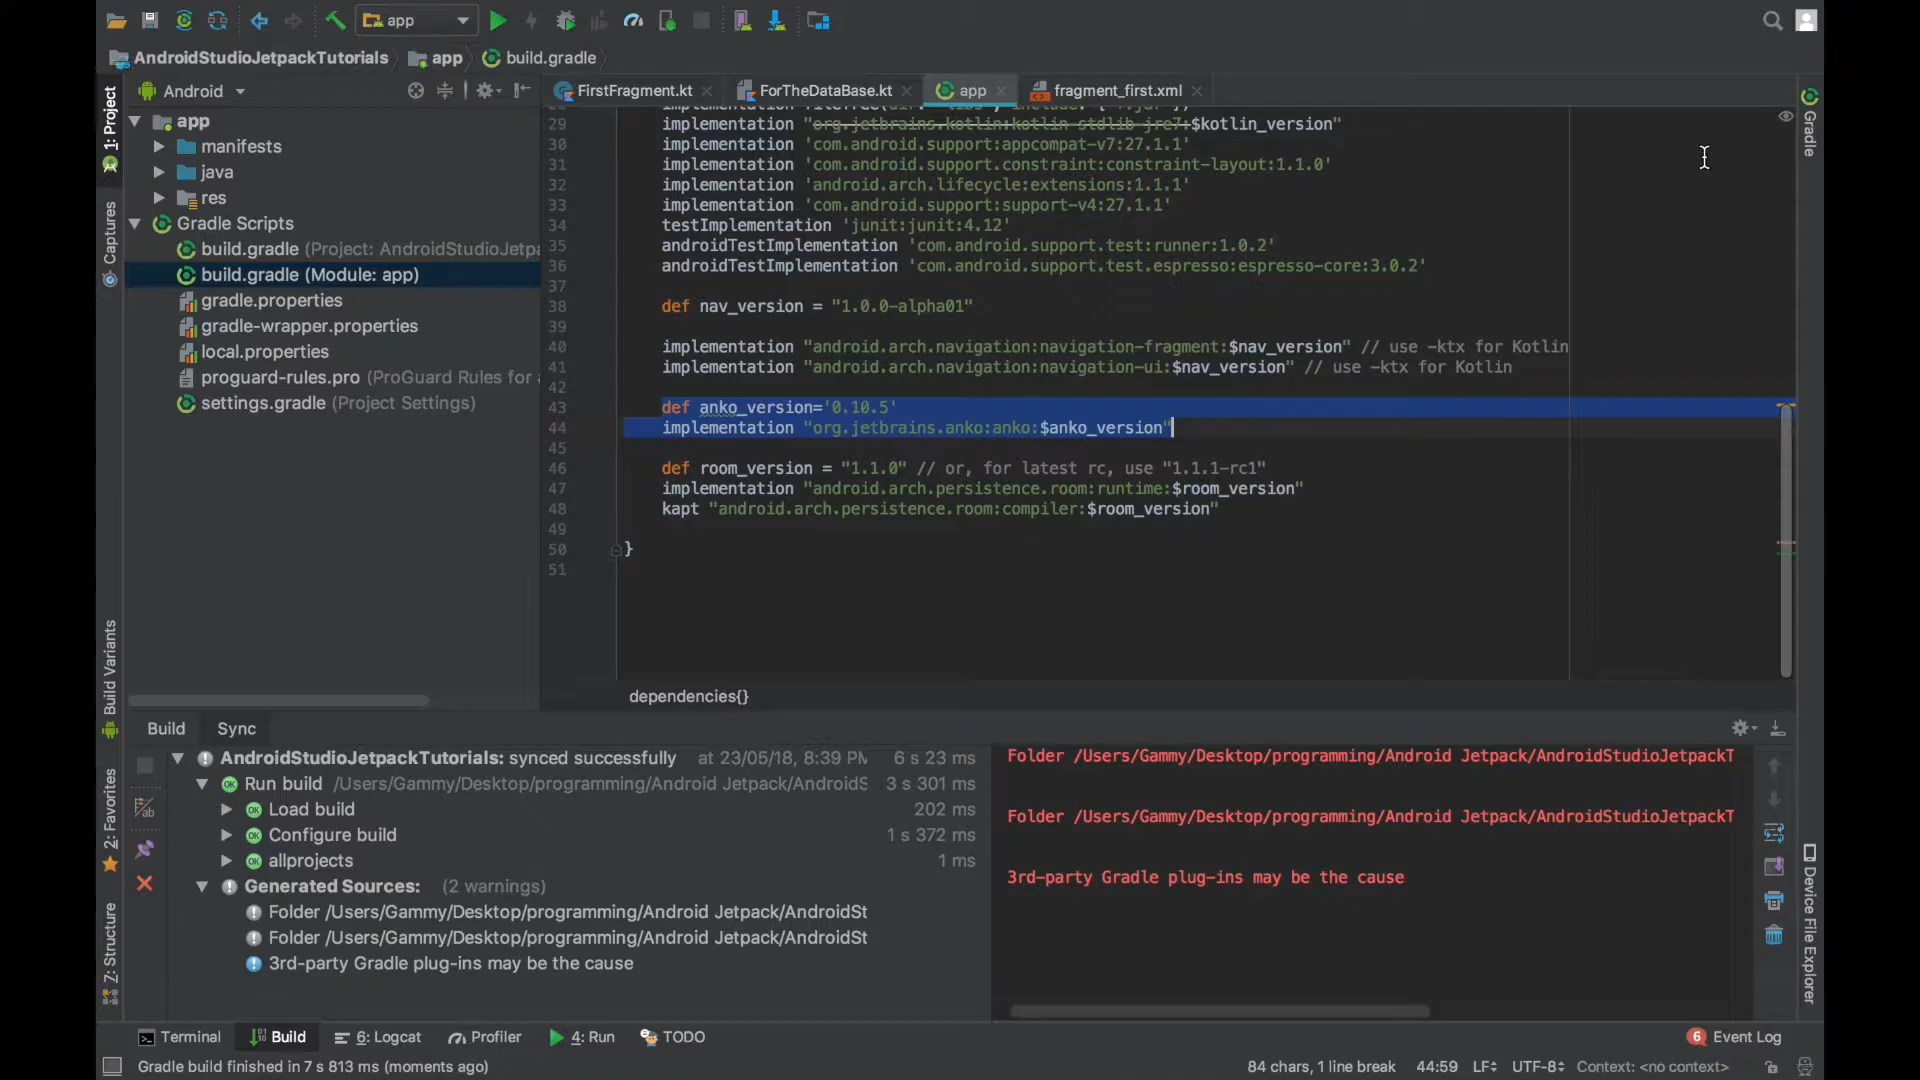 app
AndroidStudioJetpackTutorials
app
build.gradle
1: Project
Captures
Build Variants
2: Favorites
Z: Structure
Android
app
manifests
java
res
Gradle Scripts
build.gradle (Project: AndroidStudioJetpa
build.gradle (Module: app)
gradle.properties
gradle-wrapper.properties
local.properties
proguard-rules.pro (ProGuard Rules for a
settings.gradle (Project Settings)
FirstFragment.kt
ForTheDataBase.kt
app
fragment_first.xml
29 implementation "org.jetbrains.kotlin:kotlin-stdlib-jre7:$kotlin_version"
30 implementation 'com.android.support:appcompat-v7:27.1.1'
31 implementation 'com.android.support.constraint:constraint-layout:1.1.0'
32 implementation 'android.arch.lifecycle:extensions:1.1.1'
33 implementation 'com.android.support:support-v4:27.1.1'
34 testImplementation 'junit:junit:4.12'
35 androidTestImplementation 'com.android.support.test:runner:1.0.2'
36 androidTestImplementation 'com.android.support.test.espresso:espresso-core:3.0.2'
37
38 def nav_version = "1.0.0-alpha01"
39
40 implementation "android.arch.navigation:navigation-fragment:$nav_version" // use -ktx for Kotlin
41 implementation "android.arch.navigation:navigation-ui:$nav_version" // use -ktx for Kotlin
42
43 def anko_version='0.10.5'
44 implementation "org.jetbrains.anko:anko:$anko_version"
45
46 def room_version = "1.1.0" // or, for latest rc, use "1.1.1-rc1"
47 implementation "android.arch.persistence.room:runtime:$room_version"
48 kapt "android.arch.persistence.room:compiler:$room_version"
49
50 }
51
dependencies{}
Gradle
Device File Explorer
Build Sync
AndroidStudioJetpackTutorials: synced successfully at 23/05/18, 8:39 PM 6 s 23 ms
Run build /Users/Gammy/Desktop/programming/Android Jetpack/AndroidS 3 s 301 ms
Load build 202 ms
Configure build 1 s 372 ms
allprojects 1 ms
Generated Sources: (2 warnings)
Folder /Users/Gammy/Desktop/programming/Android Jetpack/AndroidSt
Folder /Users/Gammy/Desktop/programming/Android Jetpack/AndroidSt
3rd-party Gradle plug-ins may be the cause
Folder /Users/Gammy/Desktop/programming/Android Jetpack/AndroidStudioJetpackT
Folder /Users/Gammy/Desktop/programming/Android Jetpack/AndroidStudioJetpackT
3rd-party Gradle plug-ins may be the cause
Terminal Build 6: Logcat Profiler 4: Run TODO 6 Event Log
Gradle build finished in 7 s 813 ms (moments ago) 84 chars, 1 line break 44:59 LF UTF-8 Context: <no context>